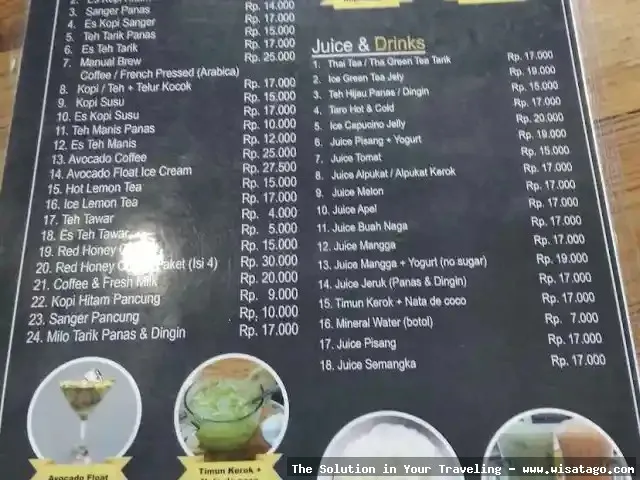 2. Es Kopi
3. Sanger Panas Rp. 14.000
4. Es Kopi Sanger Rp. 17.000
5. Teh Tarik Panas Rp. 15.000
6. Es Teh Tarik Rp. 17.000
7. Manual Brew Rp. 25.000
Coffee / French Pressed (Arabica)
8. Kopi / Teh + Telur Kocok Rp. 17.000
9. Kopi Susu Rp. 15.000
10. Es Kopi Susu Rp. 17.000
11. Teh Manis Panas Rp. 10.000
12. Es Teh Manis Rp. 12.000
13. Avocado Coffee Rp. 25.000
14. Avocado Float Ice Cream Rp. 27.500
15. Hot Lemon Tea Rp. 15.000
16. Ice Lemon Tea Rp. 17.000
17. Teh Tawar Rp. 4.000
18. Es Teh Tawar Rp. 5.000
19. Red Honey Rp. 15.000
20. Red Honey Paket (Isi 4) Rp. 30.000
21. Coffee & Fresh Milk Rp. 20.000
22. Kopi Hitam Pancung Rp. 9.000
23. Sanger Pancung Rp. 10.000
24. Milo Tarik Panas & Dingin Rp. 17.000
Juice & Drinks
1. Thai Tea / Tha Green Tea Tarik Rp. 17.000
2. Ice Green Tea Jely Rp. 19.000
3. Teh Hijau Panas / Dingin Rp. 15.000
4. Taro Hot & Cold Rp. 17.000
5. Ice Capucino Jelly Rp. 20.000
6. Juice Pisang + Yogurt Rp. 19.000
7. Juice Tomat Rp. 15.000
8. Juice Alpukat / Alpukat Kerok Rp. 17.000
9. Juice Melon Rp. 17.000
10. Juice Apel Rp. 17.000
11. Juice Buah Naga Rp. 17.000
12. Juice Mangga Rp. 17.000
13. Juice Mangga + Yogurt (no sugar) Rp. 19.000
14. Juice Jeruk (Panas & Dingin) Rp. 17.000
15. Timun Kerok + Nata de coco Rp. 17.000
16. Mineral Water (botol) Rp. 7.000
17. Juice Pisang Rp. 17.000
18. Juice Semangka Rp. 17.000
Avocado Float
Timun Kerok +
The Solution in Your Traveling - www.wisatago.com